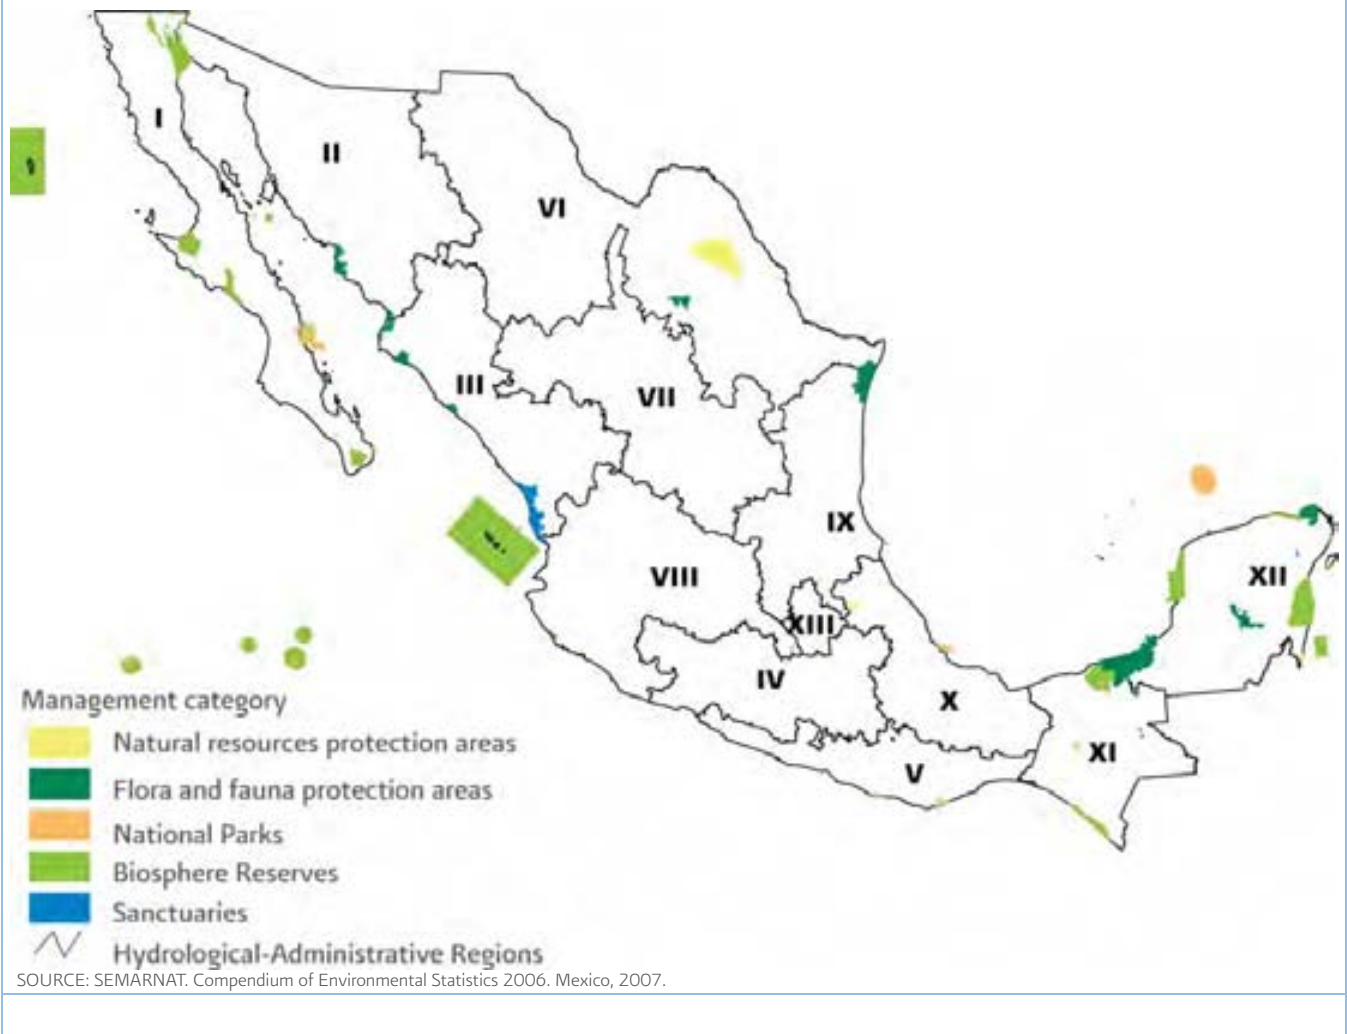 I
II
VI
III
VII
IX
VIII
XIII
XII
IV
X
XI
V
Management category
Natural resources protection areas
Flora and fauna protection areas
National Parks
Biosphere Reserves
Sanctuaries
Hydrological-Administrative Regions
SOURCE: SEMARNAT. Compendium of Environmental Statistics 2006. Mexico, 2007.